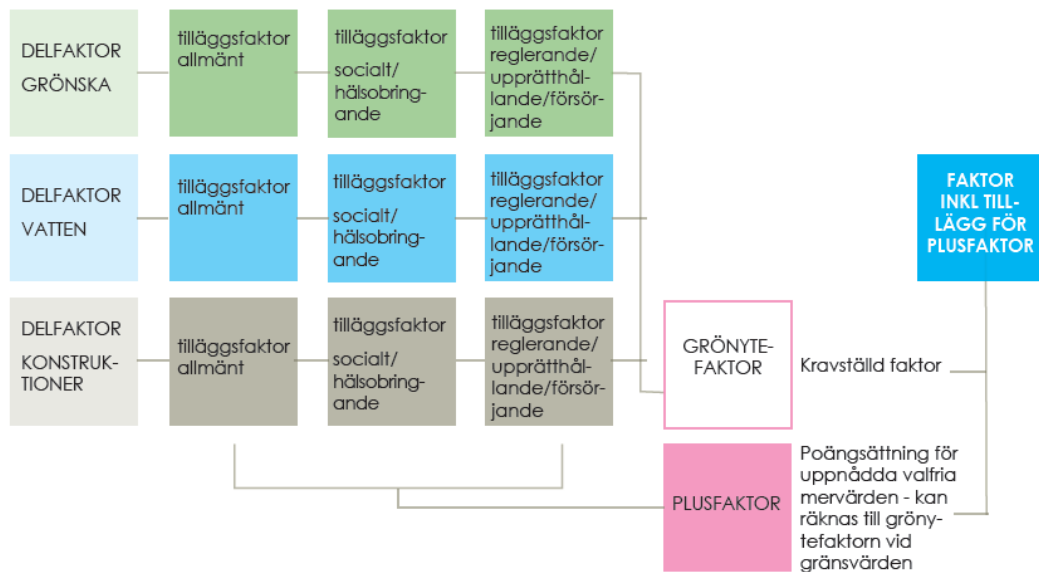 DELFAKTOR
GRÖNSKA
tilläggsfaktor
allmänt
tilläggsfaktor
socialt/
hälsobring-
ande
tilläggsfaktor
reglerande/
upprätthål-
lande/försör-
jande
DELFAKTOR
VATTEN
tilläggsfaktor
allmänt
tilläggsfaktor
socialt/
hälsobring-
ande
tilläggsfaktor
reglerande/
upprätthål-
lande/försör-
jande
FAKTOR
INKL TILL-
LÄGG FÖR
PLUSFAKTOR
DELFAKTOR
KONSTRUK-
TIONER
tilläggsfaktor
allmänt
tilläggsfaktor
socialt/
hälsobring-
ande
tilläggsfaktor
reglerande/
upprätthål-
lande/försör-
jande
GRÖNYTE-
FAKTOR
Kravställd faktor
PLUSFAKTOR
Poängsättning för
uppnådda valfria
mervärden - kan
räknas till gröny-
tefaktorn vid
gränsvärden